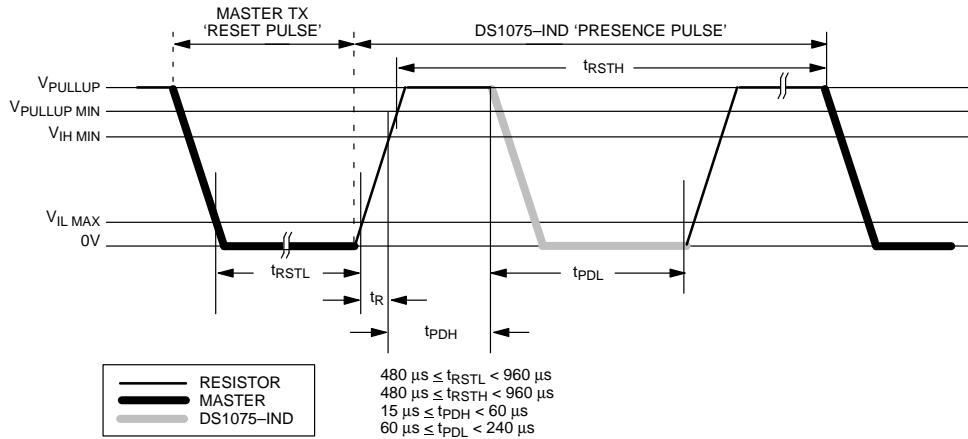 MASTER TX
‘RESET PULSE’
DS1075–IND ‘PRESENCE PULSE’
tRSTH
VPULLUP
VPULLUP MIN
VIH MIN
VIL MAX
0V
tRSTL
tR
tPDL
tPDH
480 µs ≤ tRSTL < 960 µs
480 µs ≤ tRSTH < 960 µs
15 µs ≤ tPDH < 60 µs
60 µs ≤ tPDL < 240 µs
RESISTOR
MASTER
DS1075–IND